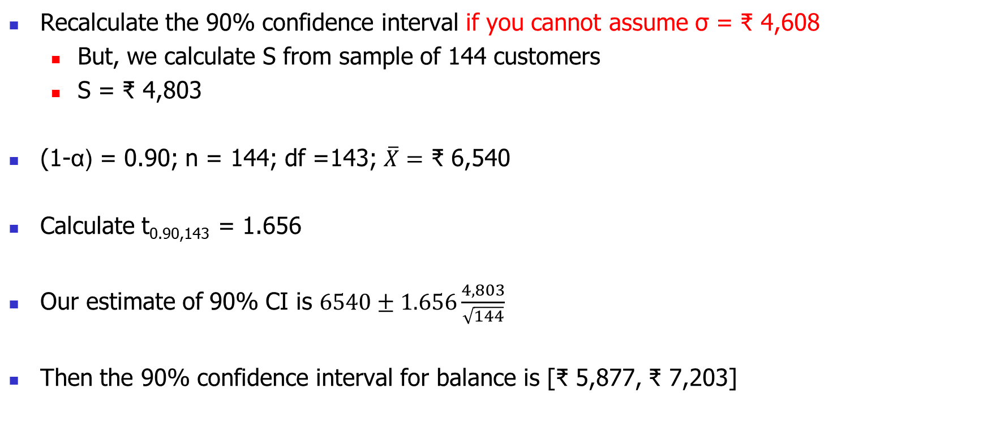 Recalculate the 90% confidence interval if you cannot assume σ = ₹ 4,608
But, we calculate S from sample of 144 customers
S = ₹ 4,803
(1-α) = 0.90; n = 144; df =143; X̄ = ₹ 6,540
Calculate t₀.₉₀,₁₄₃ = 1.656
Our estimate of 90% CI is 6540 ± 1.656 4,803/√144
Then the 90% confidence interval for balance is [₹ 5,877, ₹ 7,203]